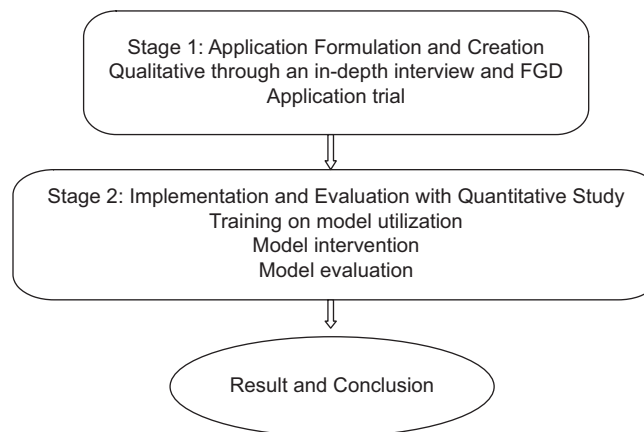 Stage 1: Application Formulation and Creation
Qualitative through an in-depth interview and FGD
Application trial
Stage 2: Implementation and Evaluation with Quantitative Study
Training on model utilization
Model intervention
Model evaluation
Result and Conclusion